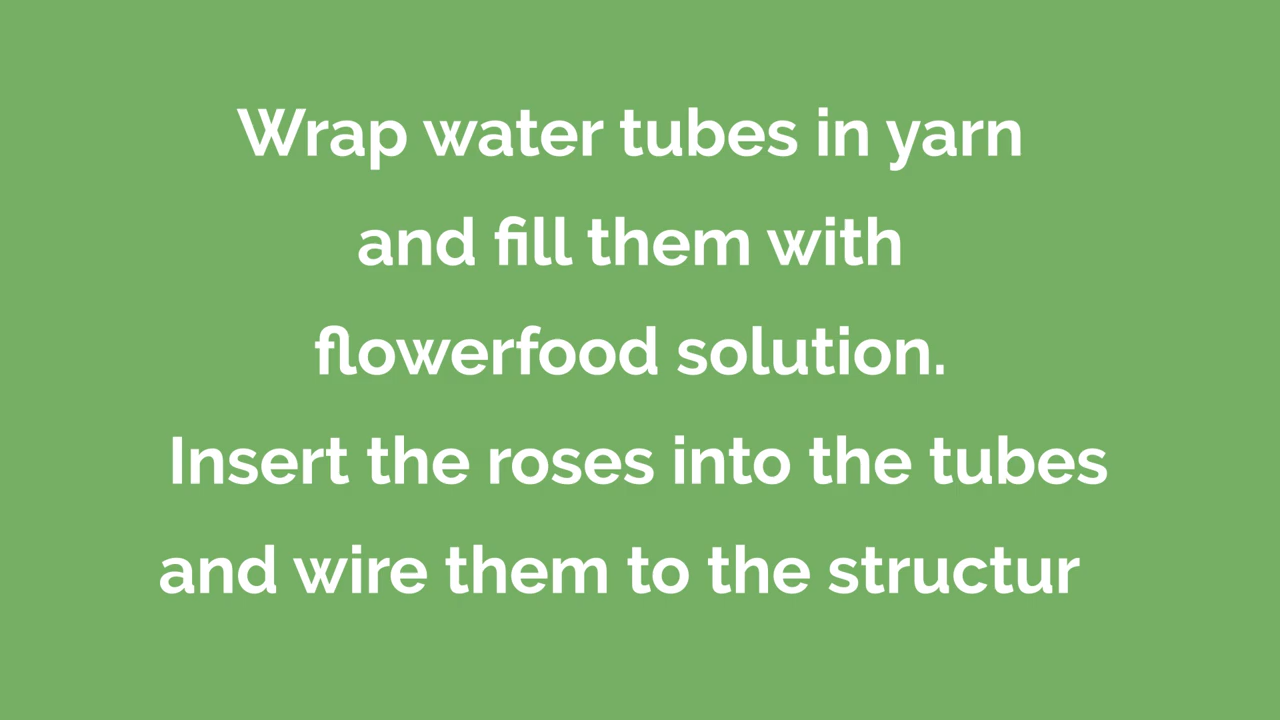 Wrap water tubes in yarn
and fill them with
flowerfood solution.
Insert the roses into the tubes
and wire them to the structur